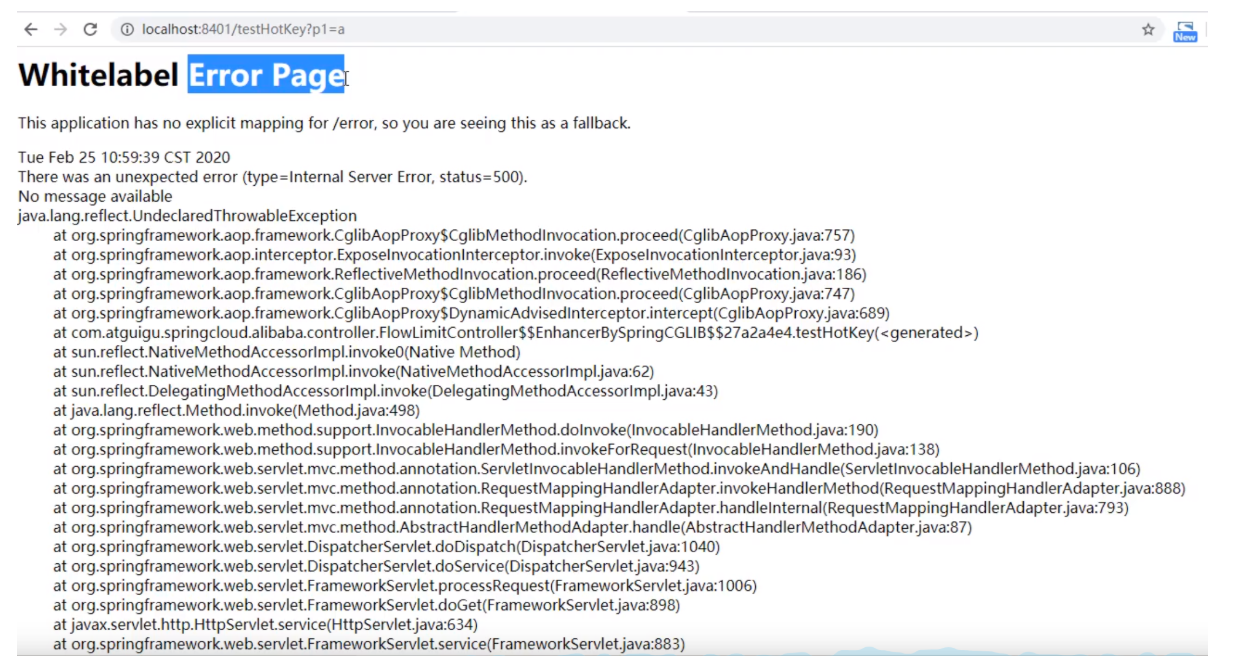 localhost:8401/testHotKey?p1=a
New
Whitelabel Error Page
This application has no explicit mapping for /error, so you are seeing this as a fallback.
Tue Feb 25 10:59:39 CST 2020
There was an unexpected error (type=Internal Server Error, status=500).
No message available
java.lang.reflect.UndeclaredThrowableException
at org.springframework.aop.framework.CglibAopProxy$CglibMethodInvocation.proceed(CglibAopProxy.java:757)
at org.springframework.aop.interceptor.ExposeInvocationInterceptor.invoke(ExposeInvocationInterceptor.java:93)
at org.springframework.aop.framework.ReflectiveMethodInvocation.proceed(ReflectiveMethodInvocation.java:186)
at org.springframework.aop.framework.CglibAopProxy$CglibMethodInvocation.proceed(CglibAopProxy.java:747)
at org.springframework.aop.framework.CglibAopProxy$DynamicAdvisedInterceptor.intercept(CglibAopProxy.java:689)
at com.atguigu.springcloud.alibaba.controller.FlowLimitController$$EnhancerBySpringCGLIB$$27a2a4e4.testHotKey(<generated>)
at sun.reflect.NativeMethodAccessorImpl.invoke0(Native Method)
at sun.reflect.NativeMethodAccessorImpl.invoke(NativeMethodAccessorImpl.java:62)
at sun.reflect.DelegatingMethodAccessorImpl.invoke(DelegatingMethodAccessorImpl.java:43)
at java.lang.reflect.Method.invoke(Method.java:498)
at org.springframework.web.method.support.InvocableHandlerMethod.doInvoke(InvocableHandlerMethod.java:190)
at org.springframework.web.method.support.InvocableHandlerMethod.invokeForRequest(InvocableHandlerMethod.java:138)
at org.springframework.web.servlet.mvc.method.annotation.ServletInvocableHandlerMethod.invokeAndHandle(ServletInvocableHandlerMethod.java:106)
at org.springframework.web.servlet.mvc.method.annotation.RequestMappingHandlerAdapter.invokeHandlerMethod(RequestMappingHandlerAdapter.java:888)
at org.springframework.web.servlet.mvc.method.annotation.RequestMappingHandlerAdapter.handleInternal(RequestMappingHandlerAdapter.java:793)
at org.springframework.web.servlet.mvc.method.AbstractHandlerMethodAdapter.handle(AbstractHandlerMethodAdapter.java:87)
at org.springframework.web.servlet.DispatcherServlet.doDispatch(DispatcherServlet.java:1040)
at org.springframework.web.servlet.DispatcherServlet.doService(DispatcherServlet.java:943)
at org.springframework.web.servlet.FrameworkServlet.processRequest(FrameworkServlet.java:1006)
at org.springframework.web.servlet.FrameworkServlet.doGet(FrameworkServlet.java:898)
at javax.servlet.http.HttpServlet.service(HttpServlet.java:634)
at org.springframework.web.servlet.FrameworkServlet.service(FrameworkServlet.java:883)